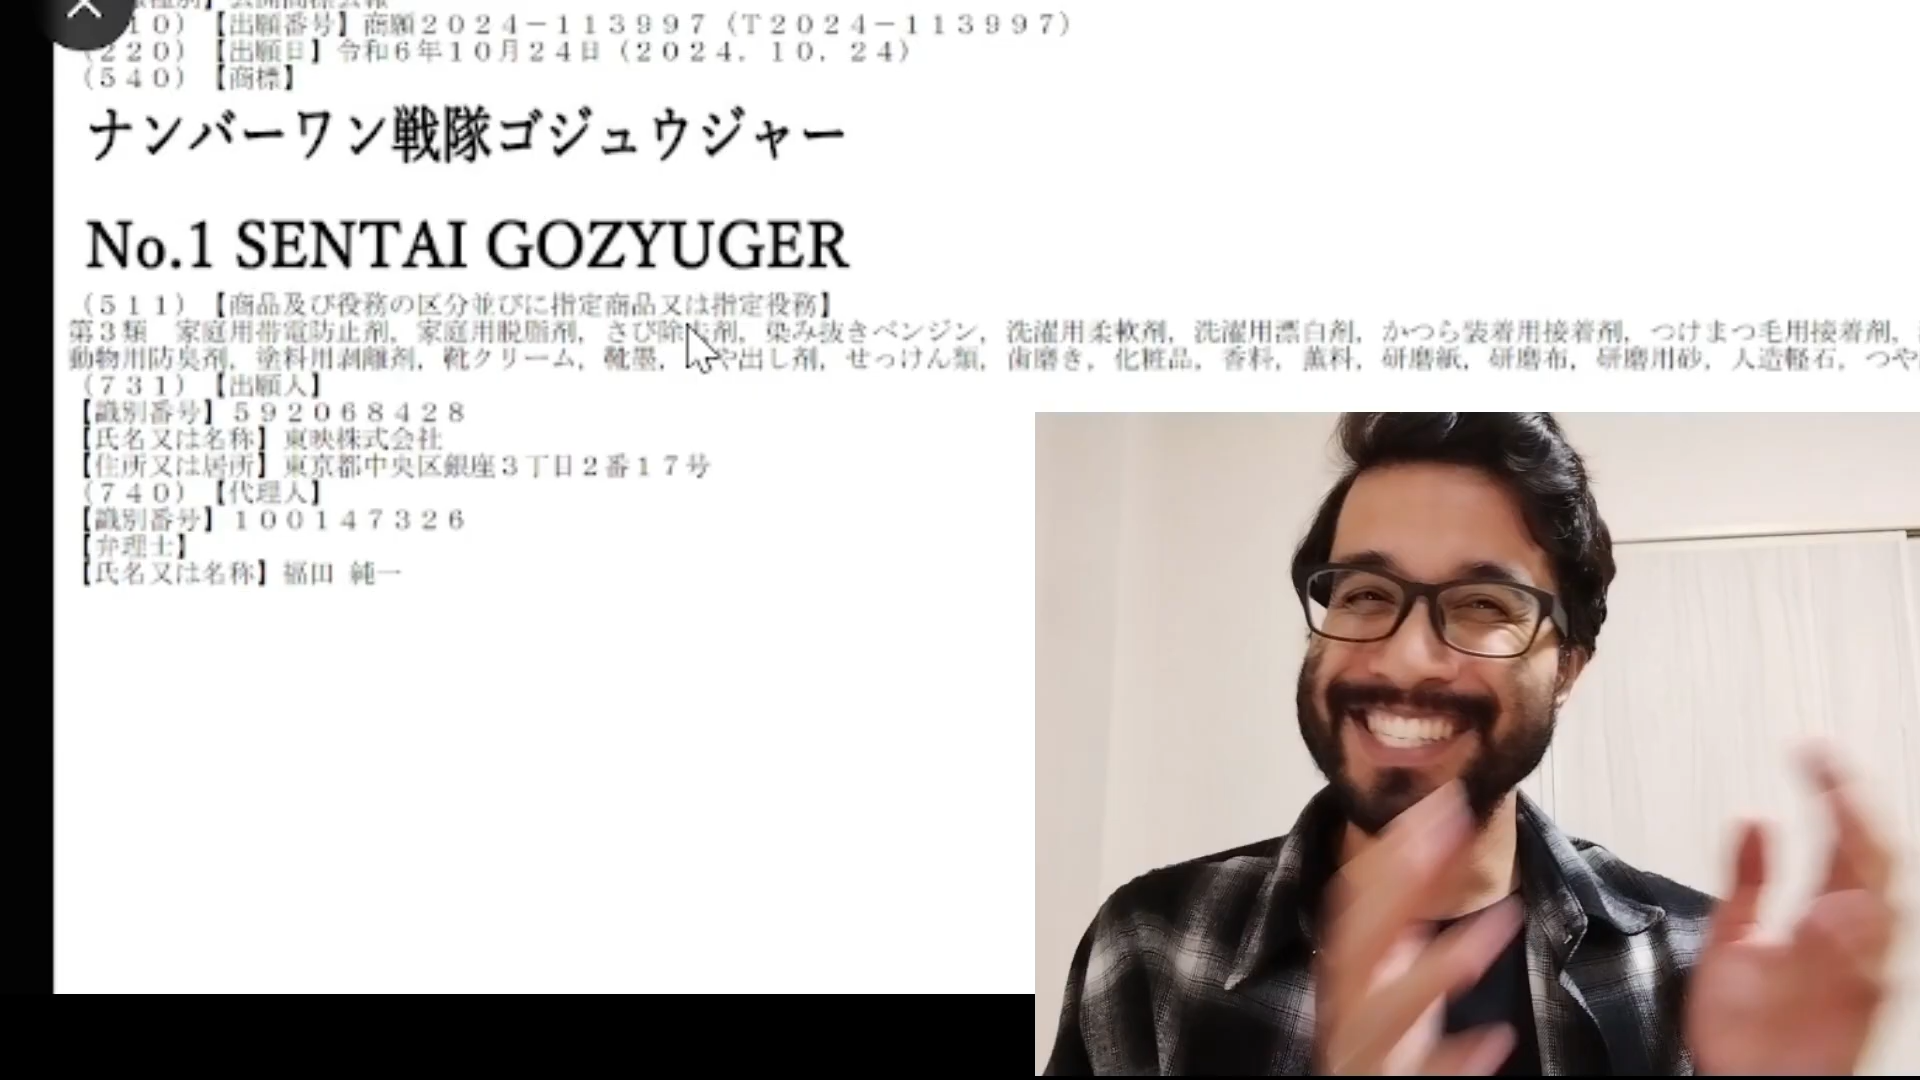 (210)【出願番号】商願2024-113997(T2024-113997)
(220)【出願日】令和6年10月24日(2024.10.24)
(540)【商標】
ナンバーワン戦隊ゴジュウジャー
No.1 SENTAI GOZYUGER
(511)【商品及び役務の区分並びに指定商品又は指定役務】
第3類 家庭用帯電防止剤,家庭用脱脂剤,さび除去剤,染み抜きベンジン,洗濯用柔軟剤,洗濯用漂白剤,かつら装着用接着剤,つけまつ毛用接着剤,
動物用防臭剤,塗料用剥離剤,靴クリーム,靴墨,つや出し剤,せっけん類,歯磨き,化粧品,香料,薫料,研磨紙,研磨布,研磨用砂,人造軽石,つや
(731)【出願人】
【識別番号】592068428
【氏名又は名称】東映株式会社
【住所又は居所】東京都中央区銀座3丁目2番17号
(740)【代理人】
【識別番号】100147326
【弁理士】
【氏名又は名称】福田 純一